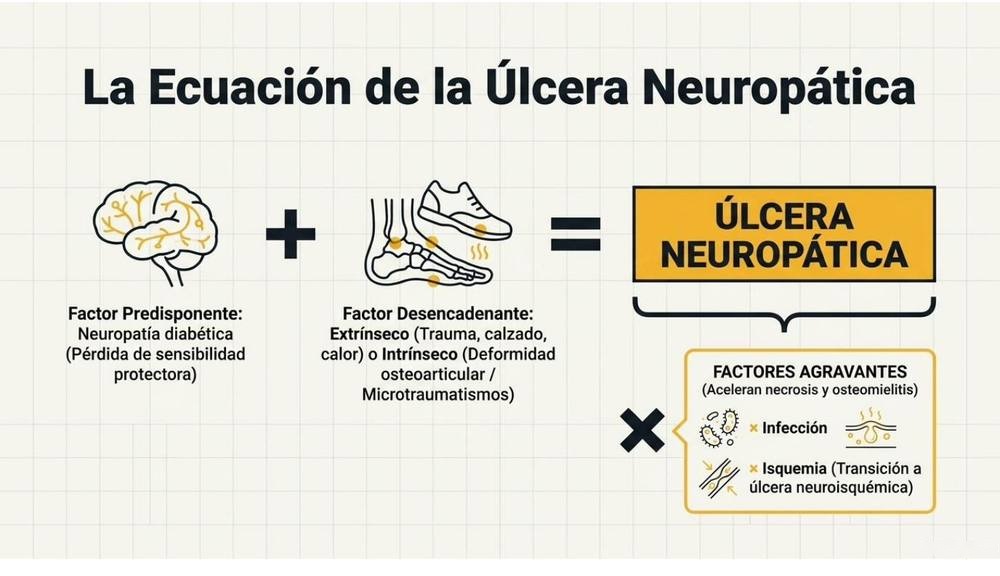 La Ecuación de la Úlcera Neuropática
Factor Predisponente:
Neuropatía diabética
(Pérdida de sensibilidad
protectora)
+
Factor Desencadenante:
Extrínseco (Trauma, calzado,
calor) o Intrínseco (Deformidad
osteoarticular /
Microtraumatismos)
=
ÚLCERA
NEUROPÁTICA
×
FACTORES AGRAVANTES
(Aceleran necrosis y osteomielitis)
× Infección
× Isquemia (Transición a
úlcera neuroisquémica)